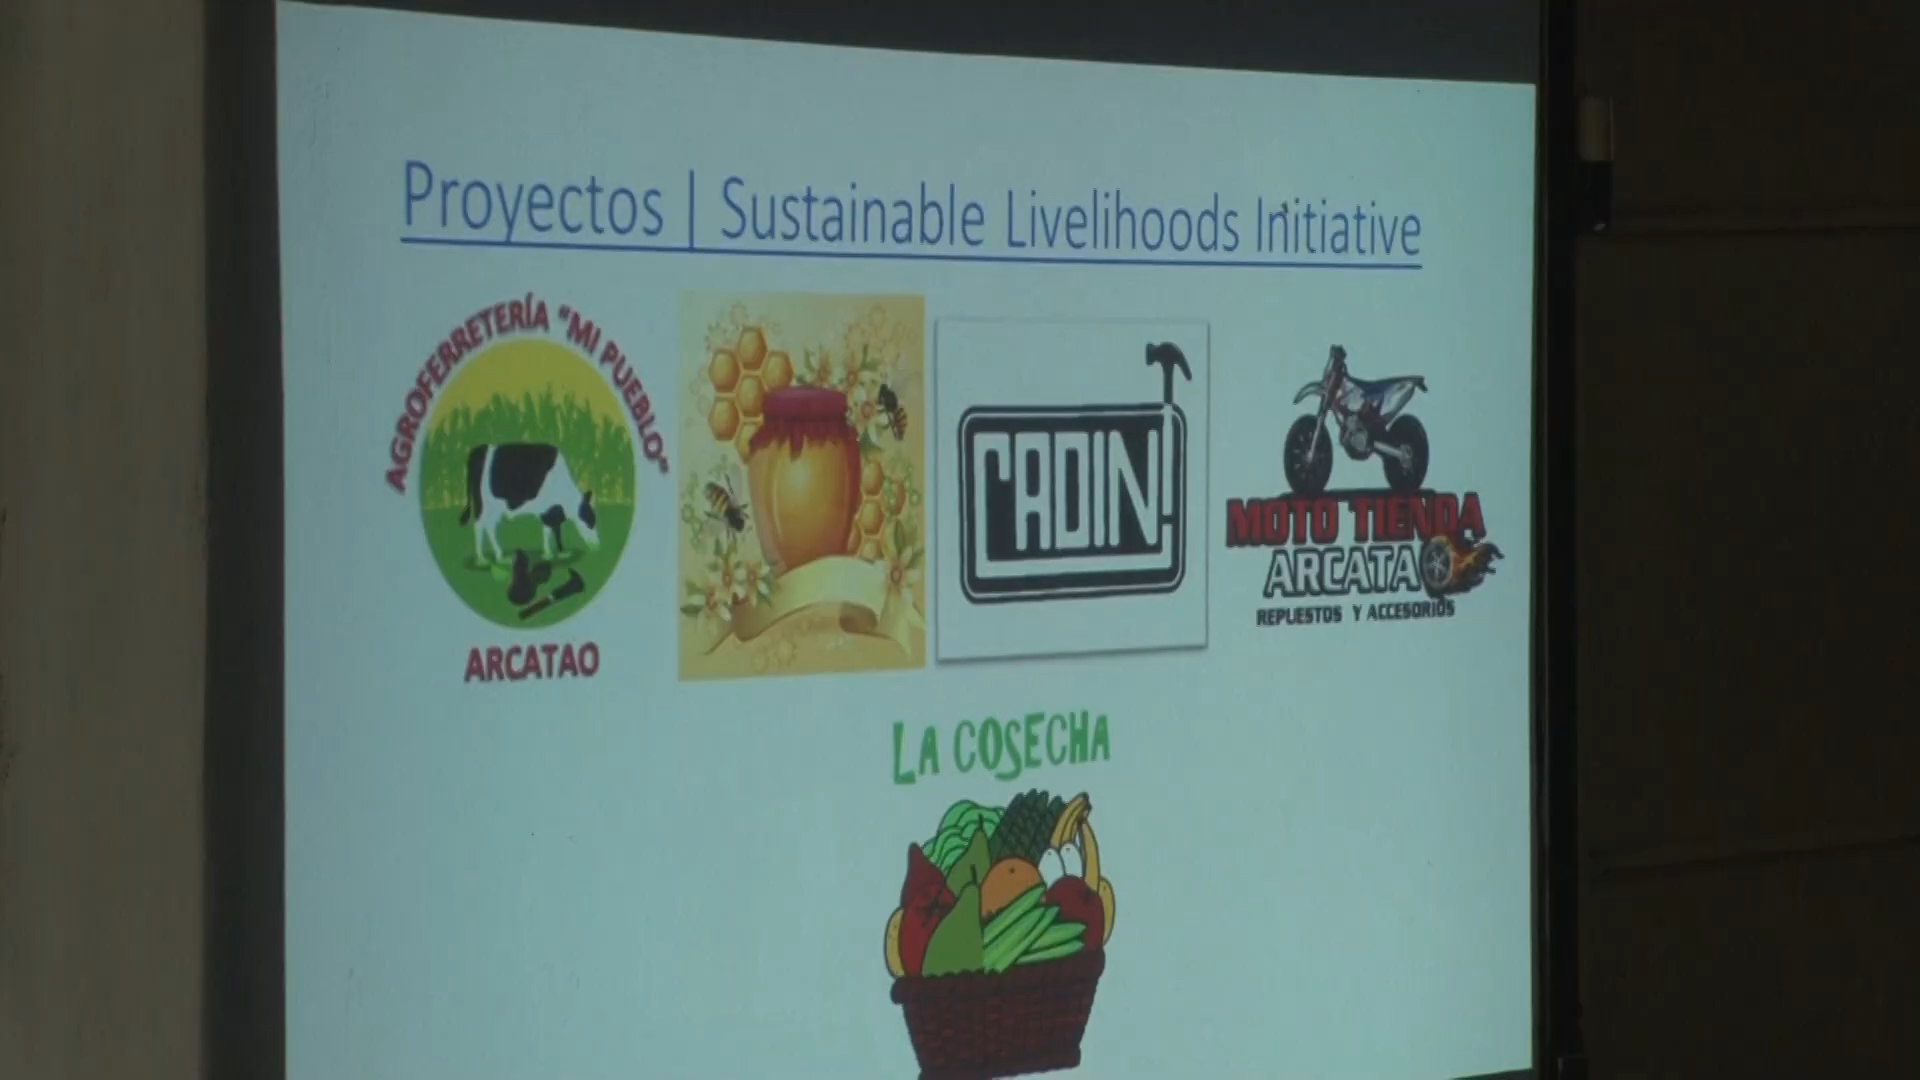 Proyectos | Sustainable Livelihoods Initiative
AGROFERRETERÍA "MI PUEBLO"
ARCATAO
CADIN
MOTO TIENDA
ARCATAO
REPUESTOS Y ACCESORIOS
LA COSECHA